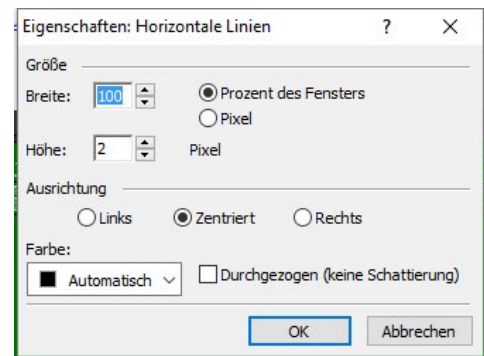 Eigenschaften: Horizontale Linien ?
Größe
Breite: 100 Prozent des Fensters
Pixel
Höhe: 2 Pixel
Ausrichtung
Links Zentriert Rechts
Farbe:
Automatisch Durchgezogen (keine Schattierung)
OK Abbrechen